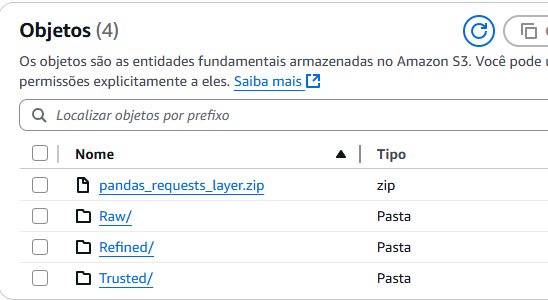 Objetos (4)
Os objetos são as entidades fundamentais armazenadas no Amazon S3. Você pode
permissões explicitamente a eles. Saiba mais
Localizar objetos por prefixo
Nome Tipo
pandas_requests_layer.zip zip
Raw/ Pasta
Refined/ Pasta
Trusted/ Pasta